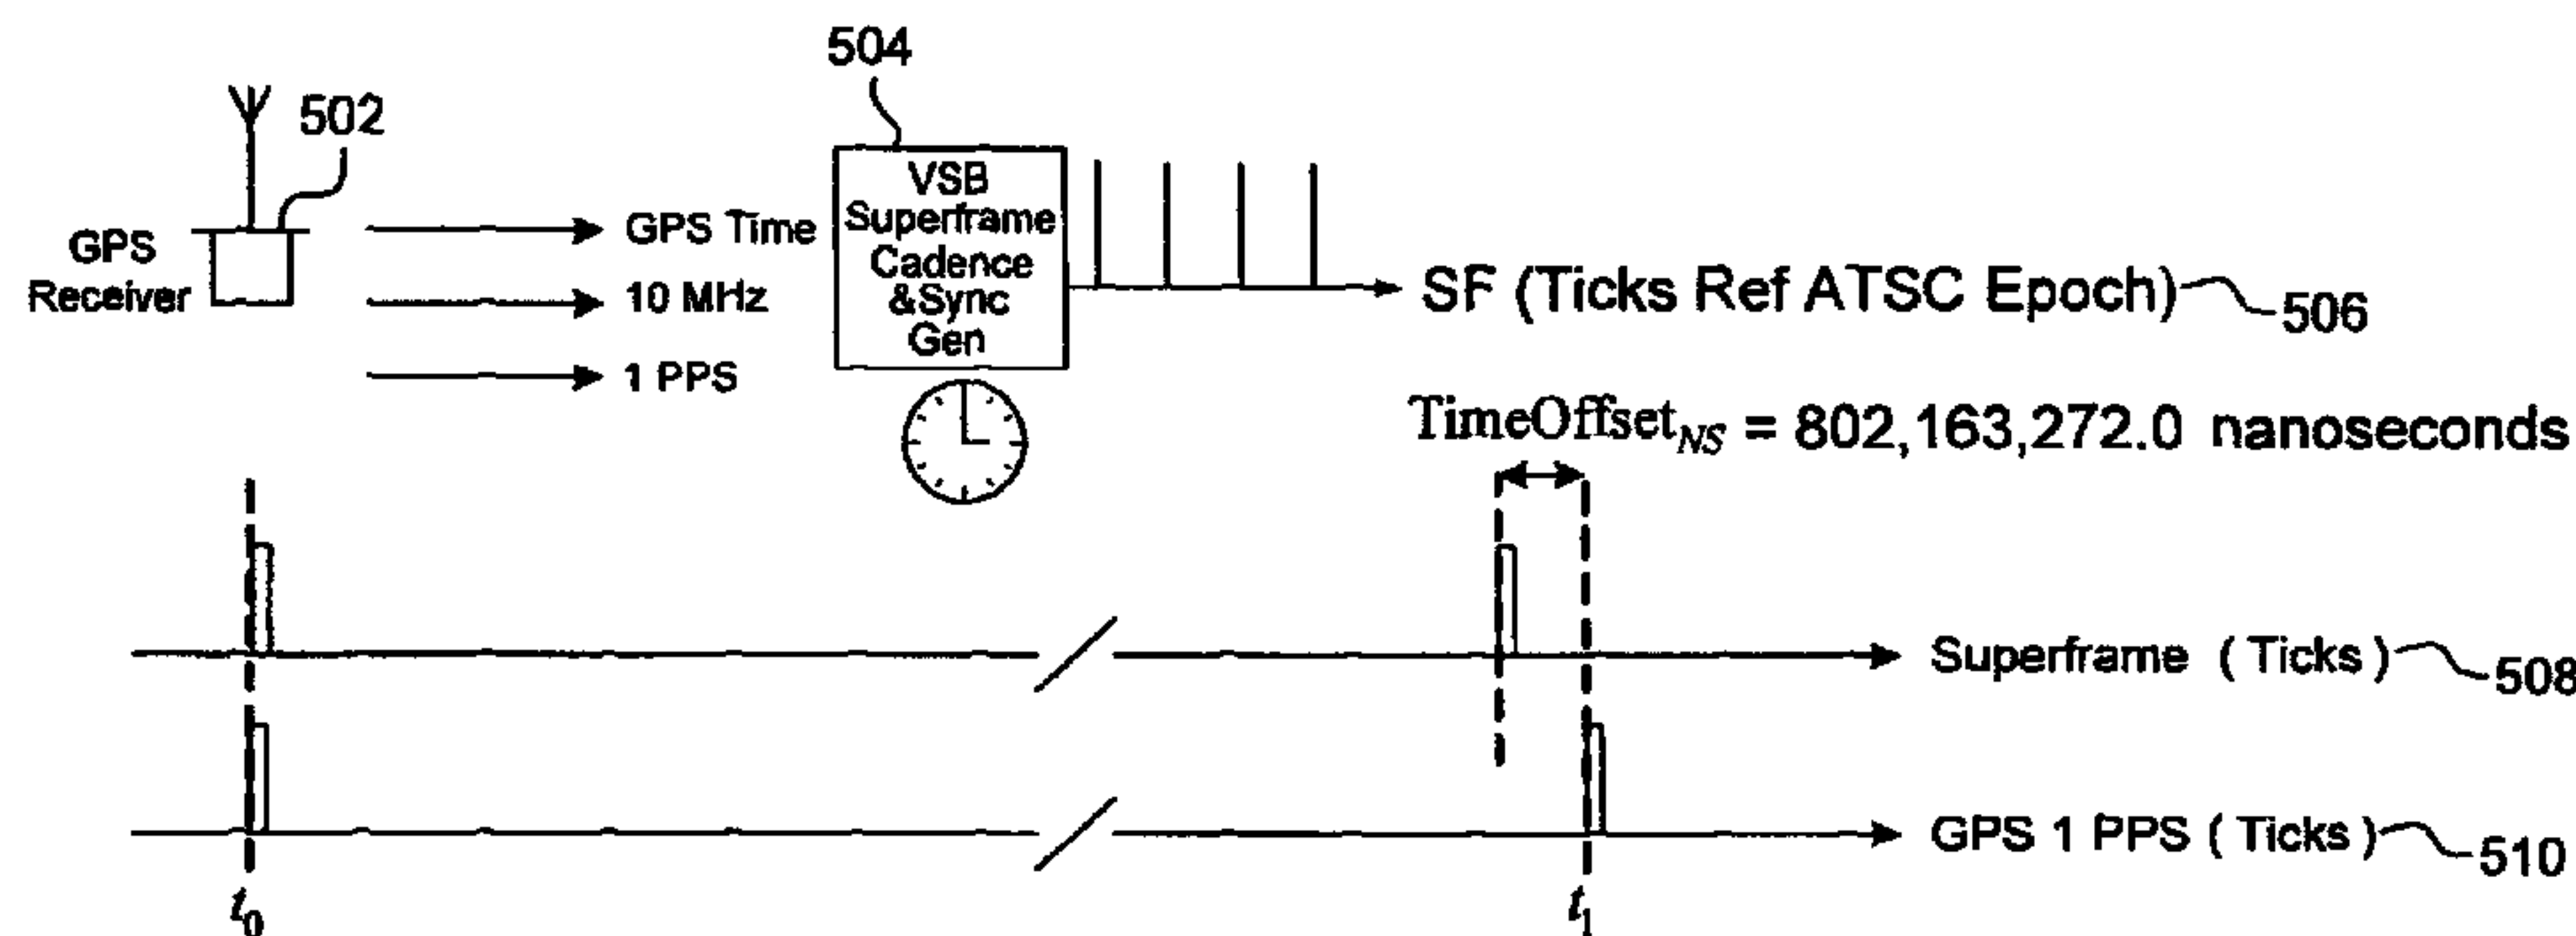 504
502
GPS
Receiver
GPS Time
10 MHz
1 PPS
VSB
Superframe
Cadence
&Sync
Gen
SF (Ticks Ref ATSC Epoch)
506
TimeOffsetNS = 802,163,272.0 nanoseconds
Superframe ( Ticks )
508
GPS 1 PPS ( Ticks )
510
t0
t1